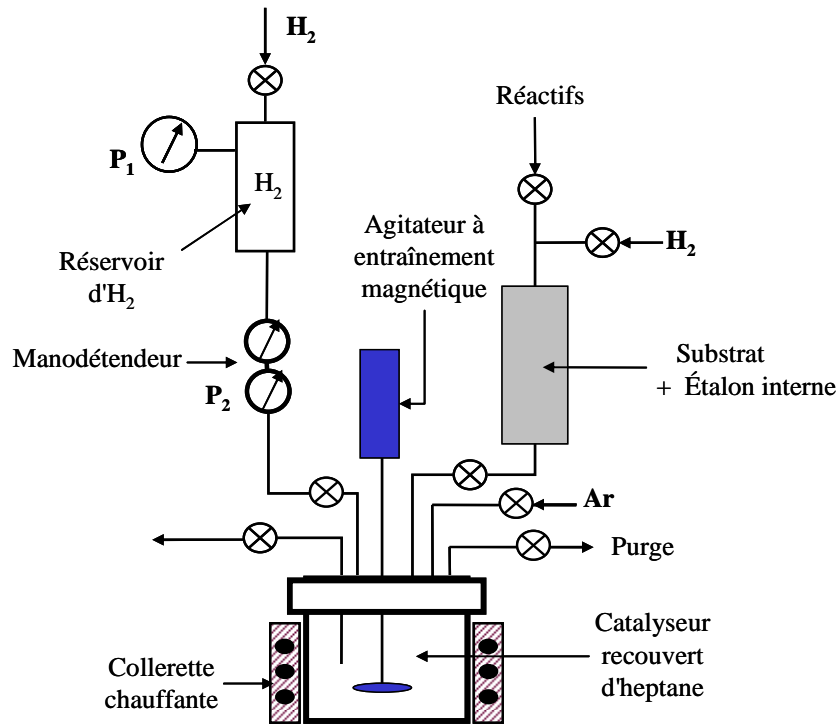 H₂
Réactifs
P₁
H₂
Agitateur à
entraînement
magnétique
H₂
Réservoir
d'H₂
Manodétendeur
P₂
Substrat
+ Étalon interne
Ar
Purge
Collerette
chauffante
Catalyseur
recouvert
d'heptane